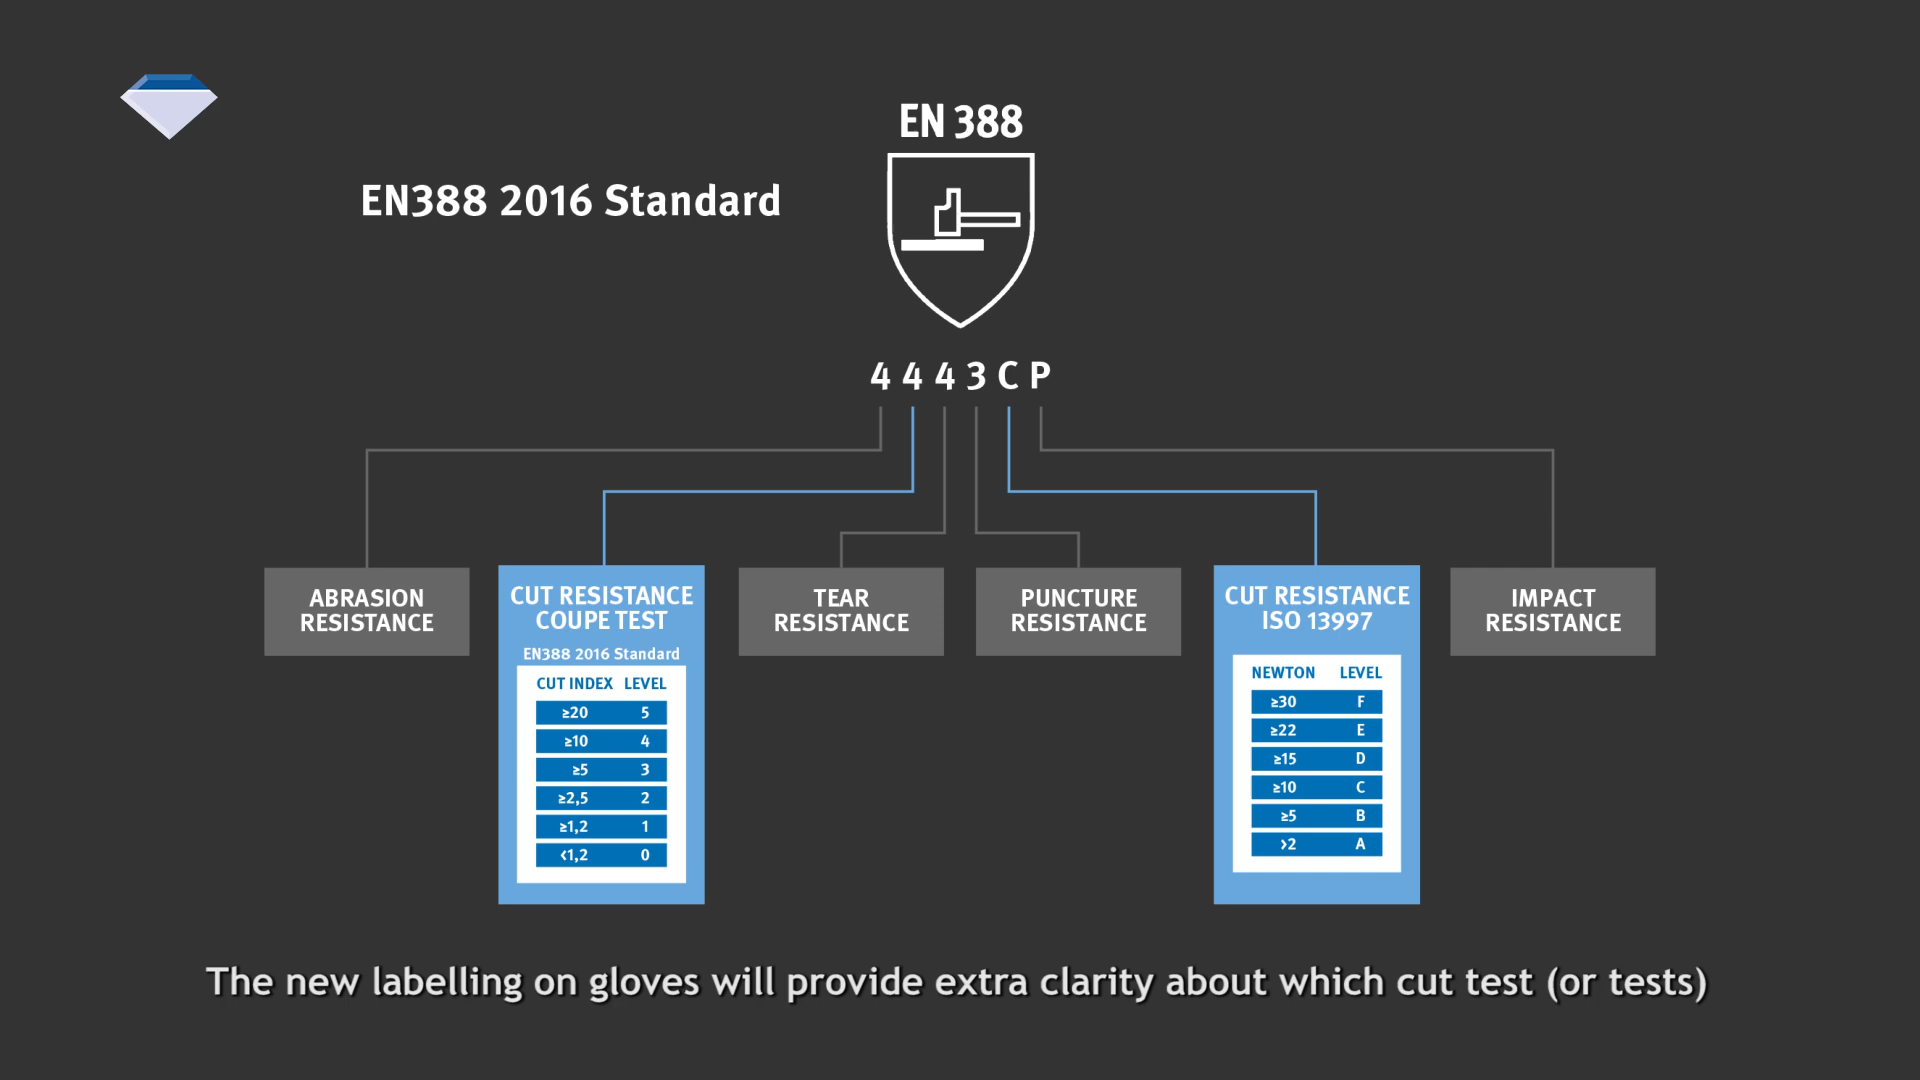 EN 388
EN388 2016 Standard
4 4 4 3 C P
ABRASION
RESISTANCE
CUT RESISTANCE
COUPE TEST
EN388 2016 Standard
CUT INDEX LEVEL
≥20 5
≥10 4
≥5 3
≥2,5 2
≥1,2 1
<1,2 0
TEAR
RESISTANCE
PUNCTURE
RESISTANCE
CUT RESISTANCE
ISO 13997
NEWTON LEVEL
≥30 F
≥22 E
≥15 D
≥10 C
≥5 B
>2 A
IMPACT
RESISTANCE
The new labelling on gloves will provide extra clarity about which cut test (or tests)